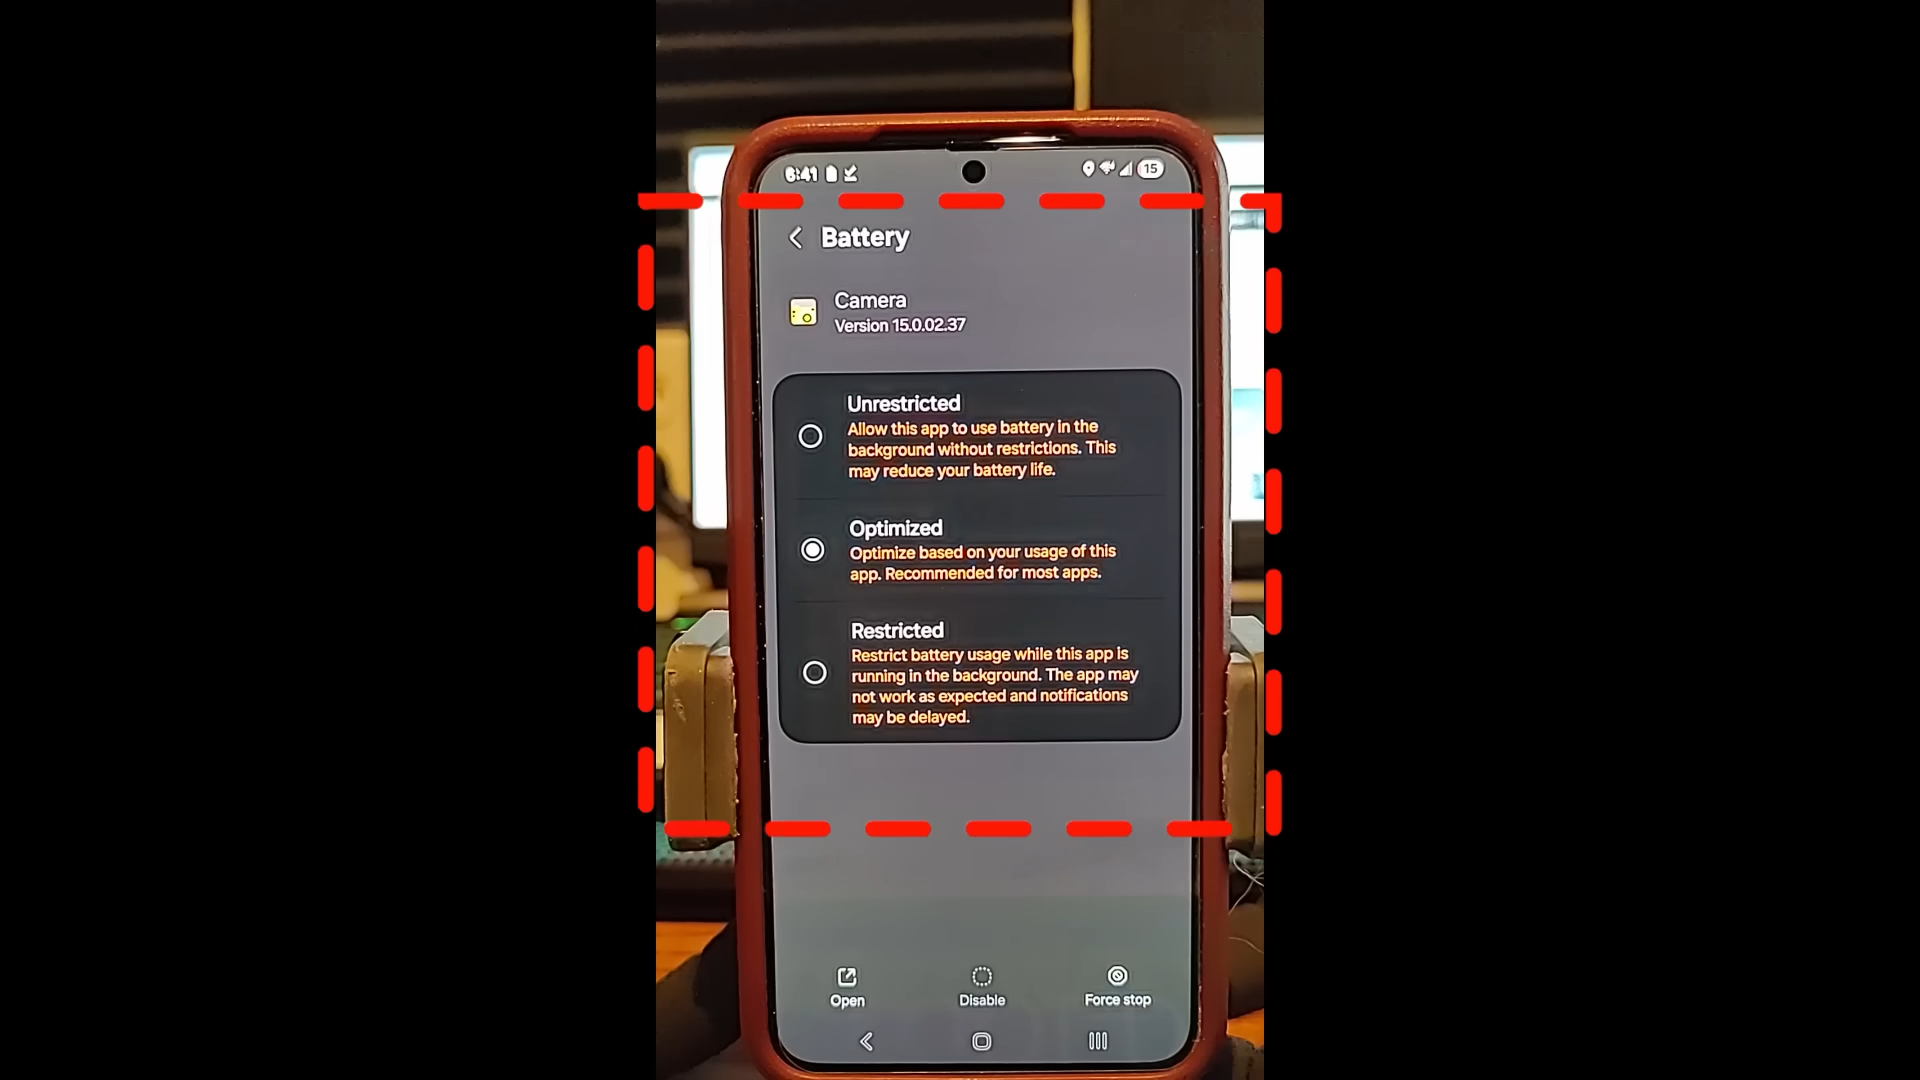 6:41 15
Battery
Camera
Version 15.0.02.37
Unrestricted
Allow this app to use battery in the
background without restrictions. This
may reduce your battery life.
Optimized
Optimize based on your usage of this
app. Recommended for most apps.
Restricted
Restrict battery usage while this app is
running in the background. The app may
not work as expected and notifications
may be delayed.
Open Disable Force stop